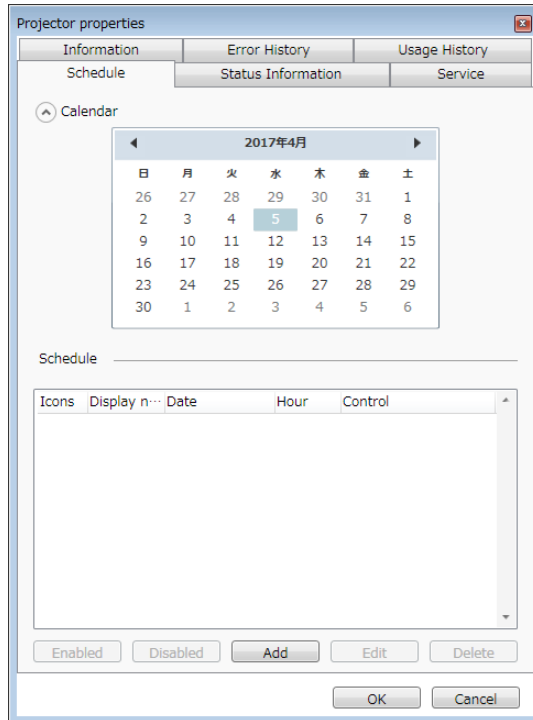 Projector properties
Information Error History Usage History
Schedule Status Information Service
Calendar
2017年4月
日 月 火 水 木 金 土
26 27 28 29 30 31 1
2 3 4 5 6 7 8
9 10 11 12 13 14 15
16 17 18 19 20 21 22
23 24 25 26 27 28 29
30 1 2 3 4 5 6
Schedule
Icons Display n··· Date Hour Control
Enabled Disabled Add Edit Delete
OK Cancel